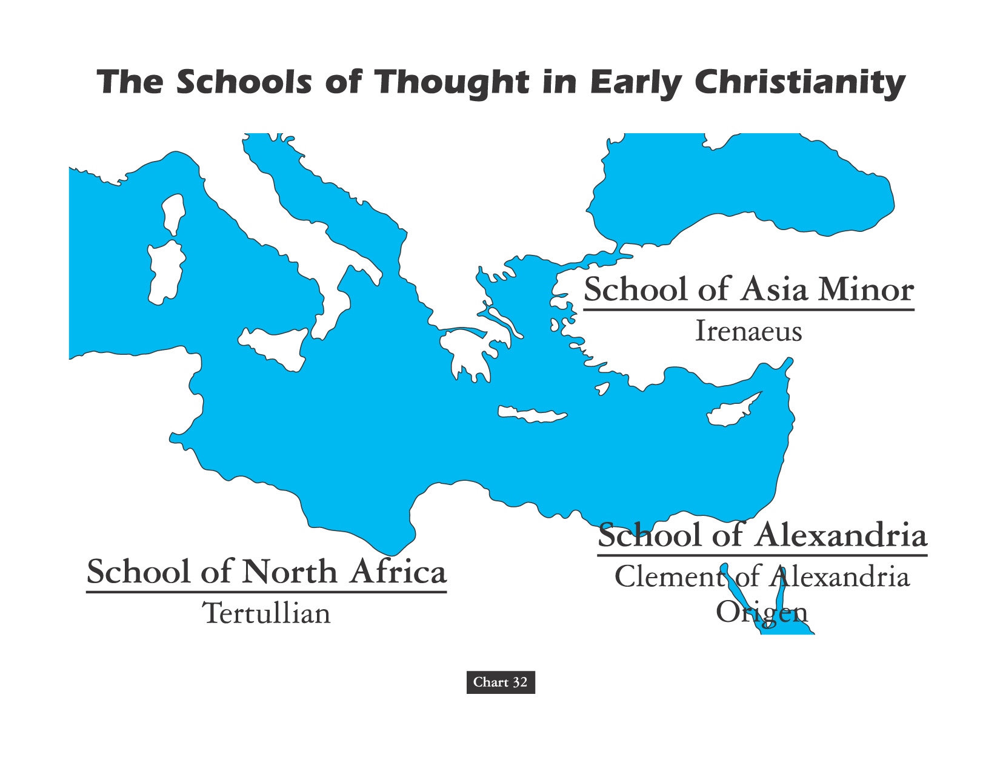 The Schools of Thought in Early Christianity
School of Asia Minor
Irenaeus
School of Alexandria
Clement of Alexandria
Origen
School of North Africa
Tertullian
Chart 32